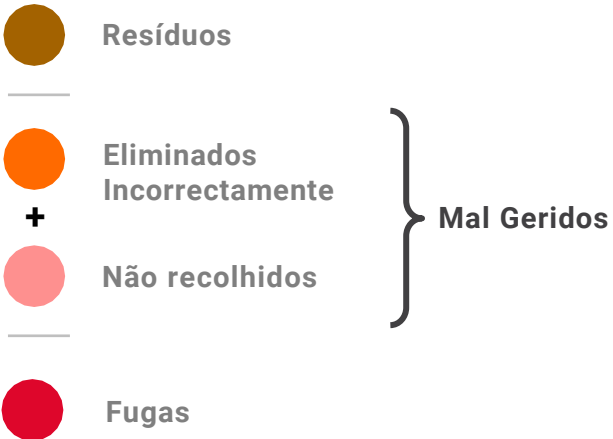 Resíduos
Eliminados
Incorrectamente
+
Mal Geridos
Não recolhidos
Fugas